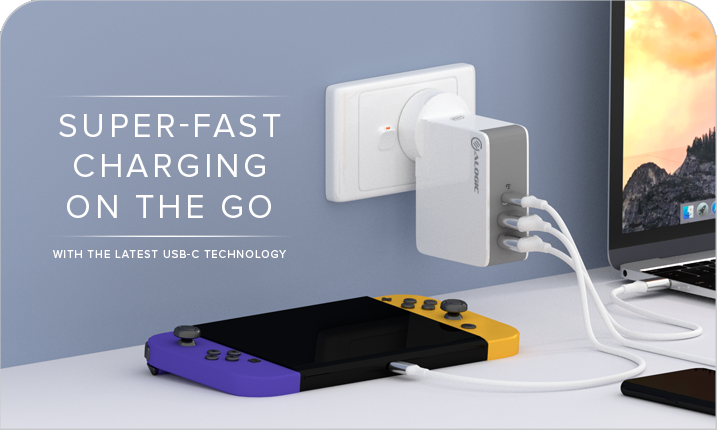 SUPER-FAST
CHARGING
ON THE GO
WITH THE LATEST USB-C TECHNOLOGY
ALOGIC